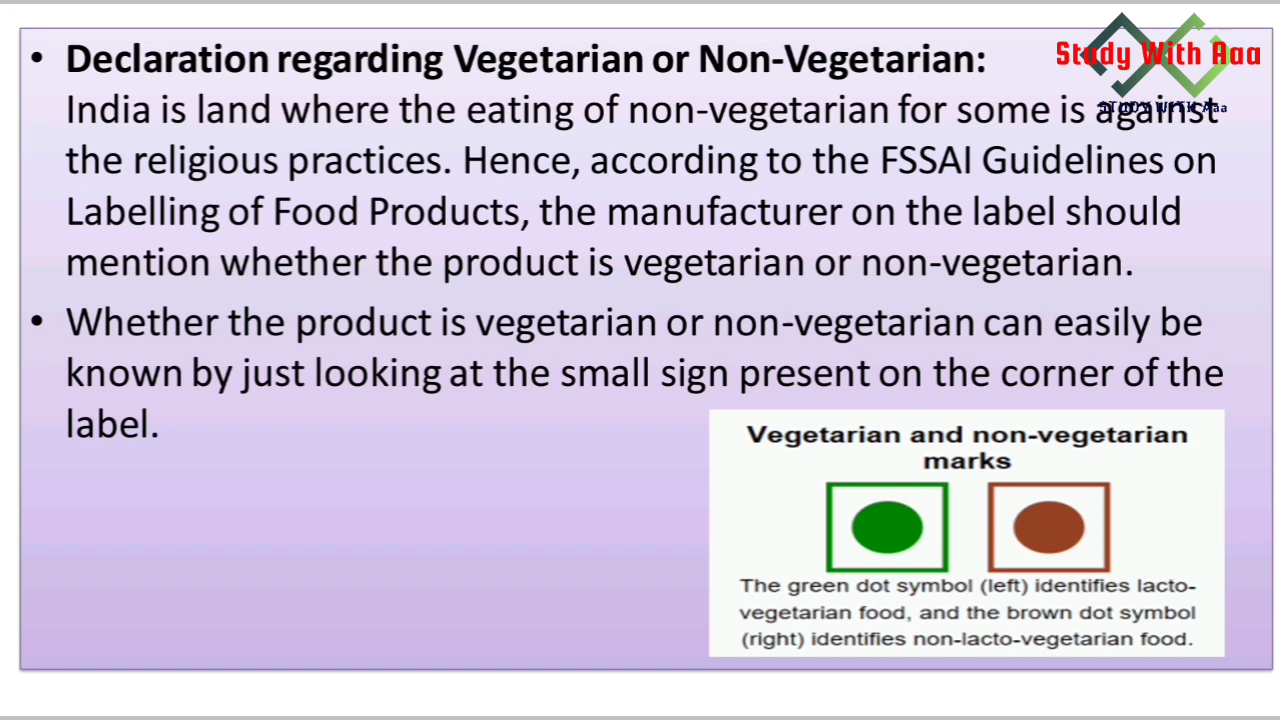 Study With Aaa
STUDY WITH Aaa
• Declaration regarding Vegetarian or Non-Vegetarian:
India is land where the eating of non-vegetarian for some is against
the religious practices. Hence, according to the FSSAI Guidelines on
Labelling of Food Products, the manufacturer on the label should
mention whether the product is vegetarian or non-vegetarian.
• Whether the product is vegetarian or non-vegetarian can easily be
known by just looking at the small sign present on the corner of the
label.
Vegetarian and non-vegetarian
marks
The green dot symbol (left) identifies lacto-
vegetarian food, and the brown dot symbol
(right) identifies non-lacto-vegetarian food.